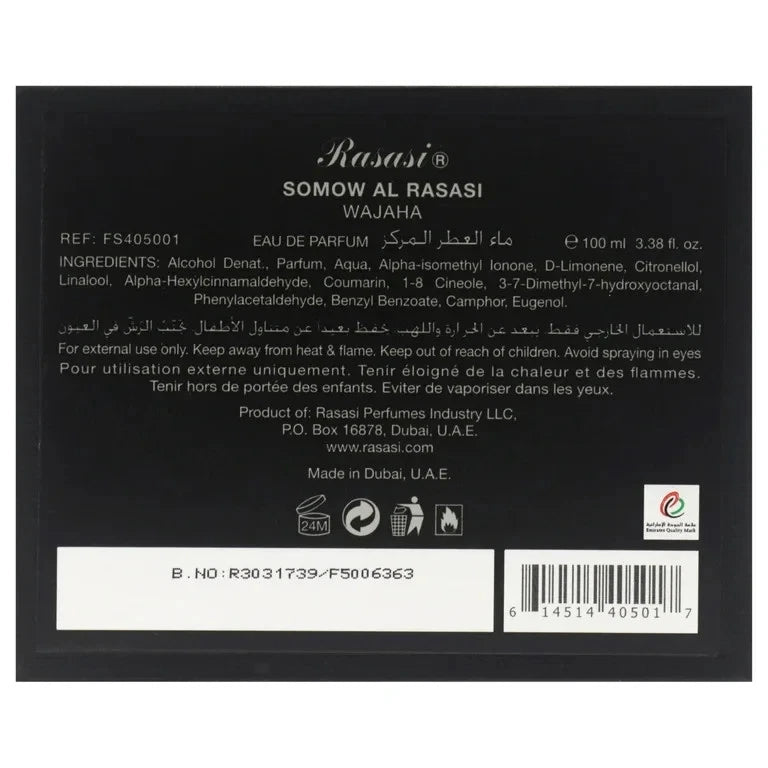 Rasasi ®
SOMOW AL RASASI
WAJAHA
REF: FS405001 EAU DE PARFUM ماء العطر المركز ℮ 100 ml 3.38 fl. oz.
INGREDIENTS: Alcohol Denat., Parfum, Aqua, Alpha-isomethyl Ionone, D-Limonene, Citronellol,
Linalool, Alpha-Hexylcinnamaldehyde, Coumarin, 1-8 Cineole, 3-7-Dimethyl-7-hydroxyoctanal,
Phenylacetaldehyde, Benzyl Benzoate, Camphor, Eugenol.
للاستعمال الخارجي فقط يبعد عن الحرارة واللهب يحفظ بعيدا عن متناول الأطفال يجنّب الرشّ في العيون
For external use only. Keep away from heat & flame. Keep out of reach of children. Avoid spraying in eyes
Pour utilisation externe uniquement. Tenir éloigné de la chaleur et des flammes.
Tenir hors de portée des enfants. Eviter de vaporiser dans les yeux.
Product of: Rasasi Perfumes Industry LLC,
P.O. Box 16878, Dubai, U.A.E.
www.rasasi.com
Made in Dubai, U.A.E.
24M
علامة الجودة الإماراتية
Emirates Quality Mark
B.NO:R3031739/F5006363
6 14514 40501 7